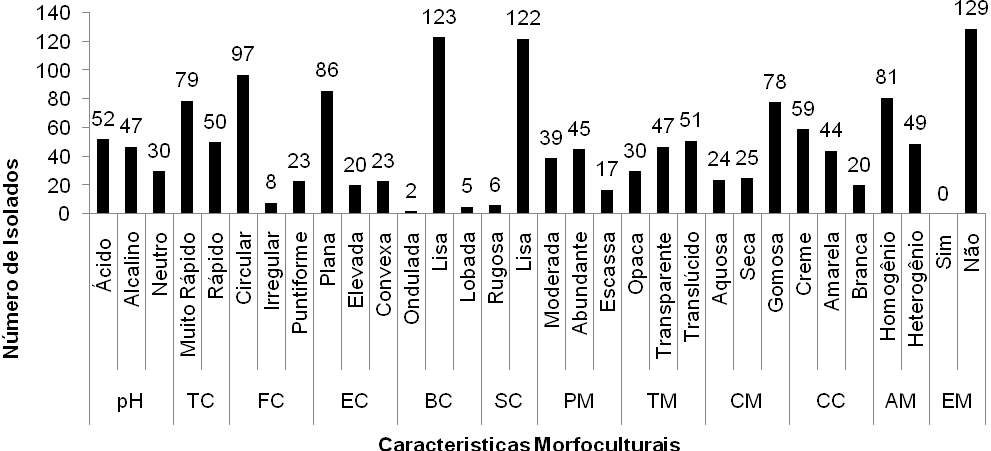 Número de Isolados
140
120
100
80
60
40
20
0
52 47 30 79 50 97 8 23 86 20 23 2 123 5 6 122 39 45 17 30 47 51 24 25 78 59 44 20 81 49 0 129
Ácido
Alcalino
Neutro
Muito Rápido
Rápido
Circular
Irregular
Puntiforme
Plana
Elevada
Convexa
Ondulada
Lisa
Lobada
Rugosa
Lisa
Moderada
Abundante
Escassa
Opaca
Transparente
Translúcido
Aquosa
Seca
Gomosa
Creme
Amarela
Branca
Homogênio
Heterogênio
Sim
Não
pH TC FC EC BC SC PM TM CM CC AM EM
Caracteristicas Morfoculturais